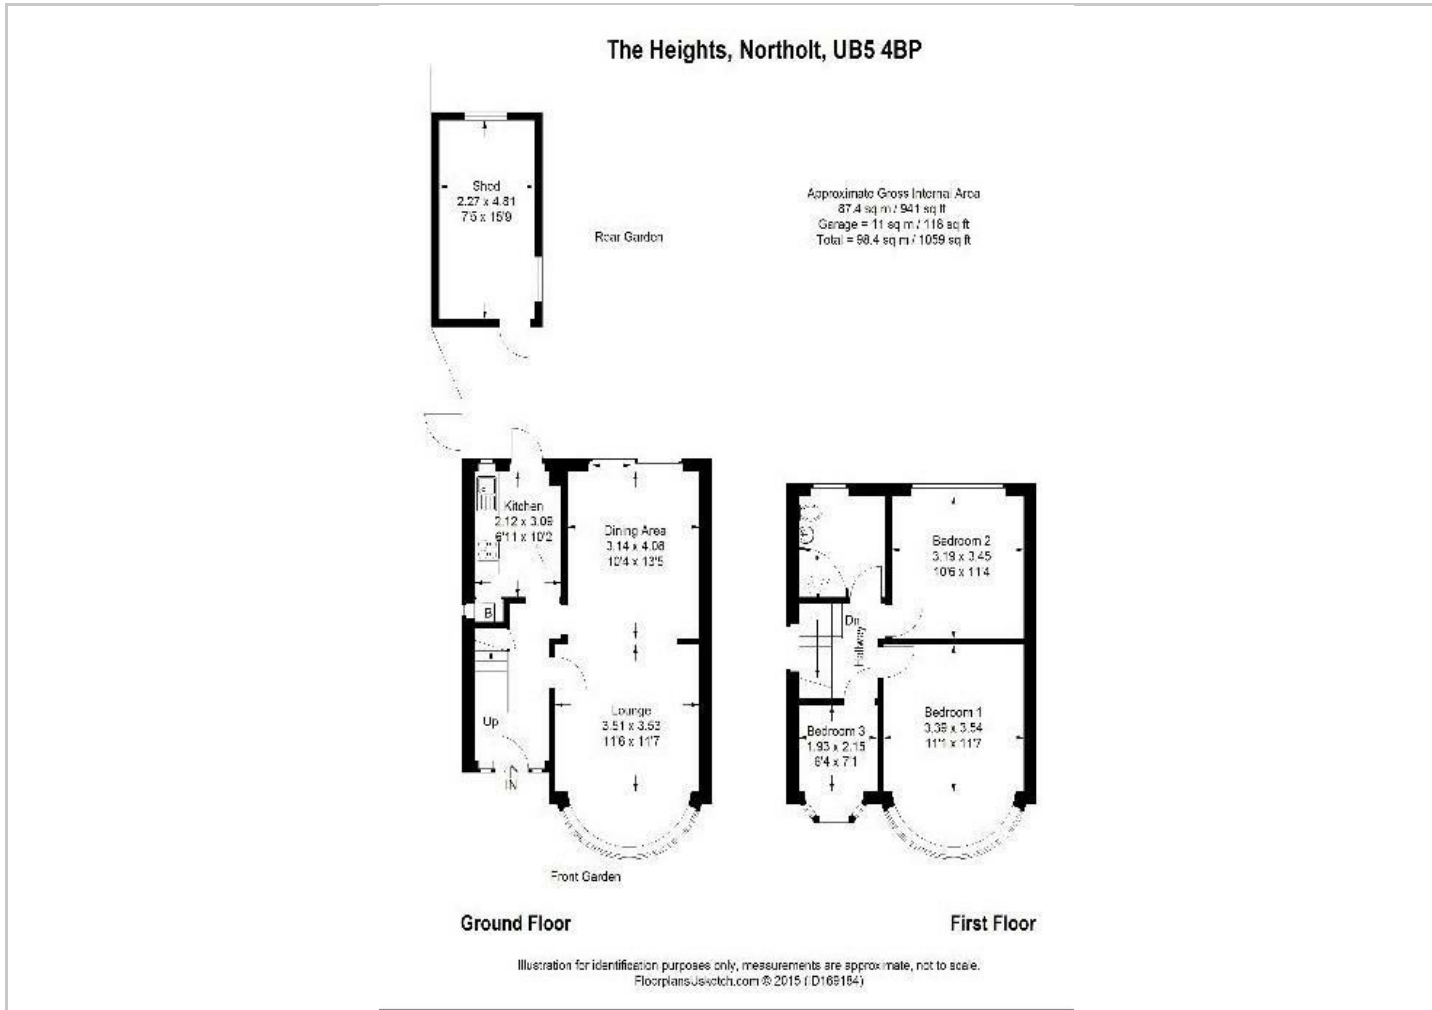 The Heights, Northolt, UB5 4BP
Shed
2.27 x 4.81
7'5 x 15'9
Rear Garden
Approximate Gross Internal Area
87.4 sq m / 941 sq ft
Garage = 11 sq m / 118 sq ft
Total = 98.4 sq m / 1059 sq ft
Kitchen
2.12 x 3.09
6'11 x 10'2
Dining Area
3.14 x 4.08
10'4 x 13'5
B
Up
IN
Lounge
3.51 x 3.53
11'6 x 11'7
Front Garden
Bedroom 2
3.19 x 3.45
10'6 x 11'4
Dn
Hallway
Bedroom 3
1.93 x 2.15
6'4 x 7'1
Bedroom 1
3.39 x 3.54
11'1 x 11'7
Ground Floor
First Floor
Illustration for identification purposes only, measurements are approximate, not to scale.
FloorplansUsketch.com © 2015 (ID169184)